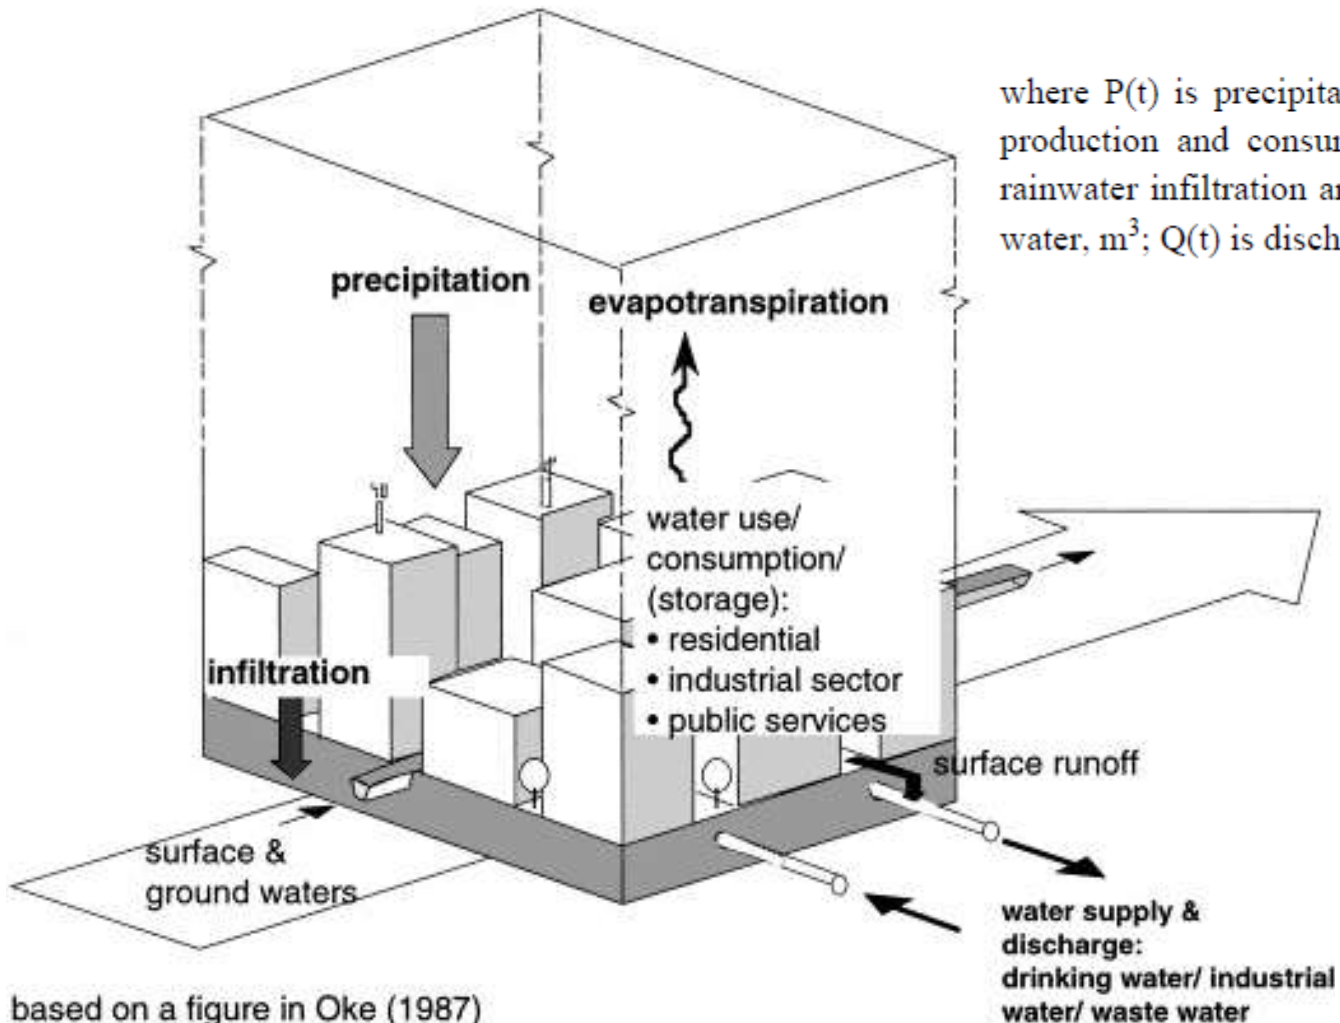 where P(t) is precipita
production and consu
rainwater infiltration a
water, m³; Q(t) is disch
precipitation
evapotranspiration
water use/
consumption/
(storage):
• residential
• industrial sector
• public services
infiltration
surface runoff
surface &
ground waters
water supply &
discharge:
drinking water/ industrial
water/ waste water
based on a figure in Oke (1987)